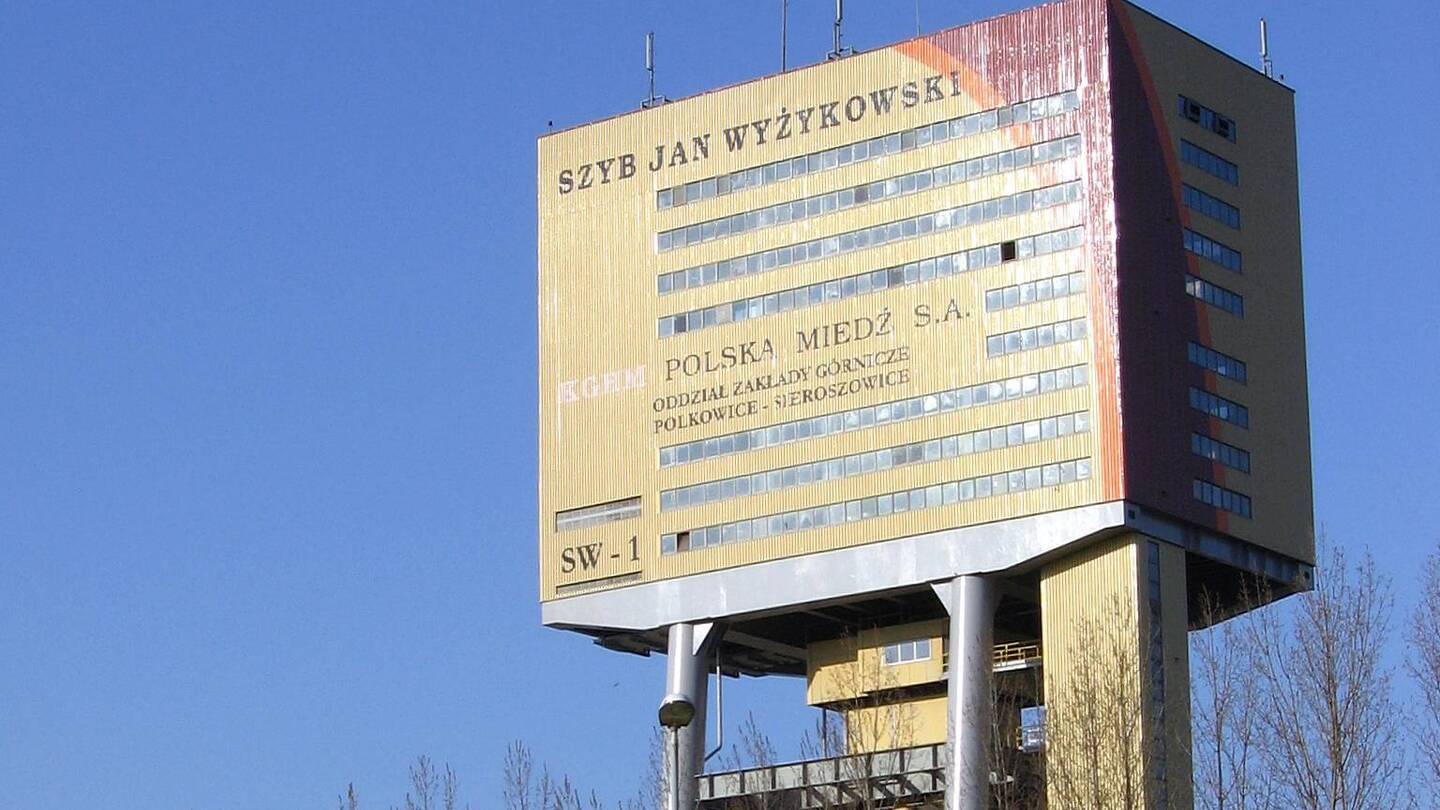 SZYB JAN WYŻYKOWSKI
KGHM POLSKA MIEDŹ S.A.
ODDZIAŁ ZAKŁADY GÓRNICZE
POLKOWICE - SIEROSZOWICE
SW - 1